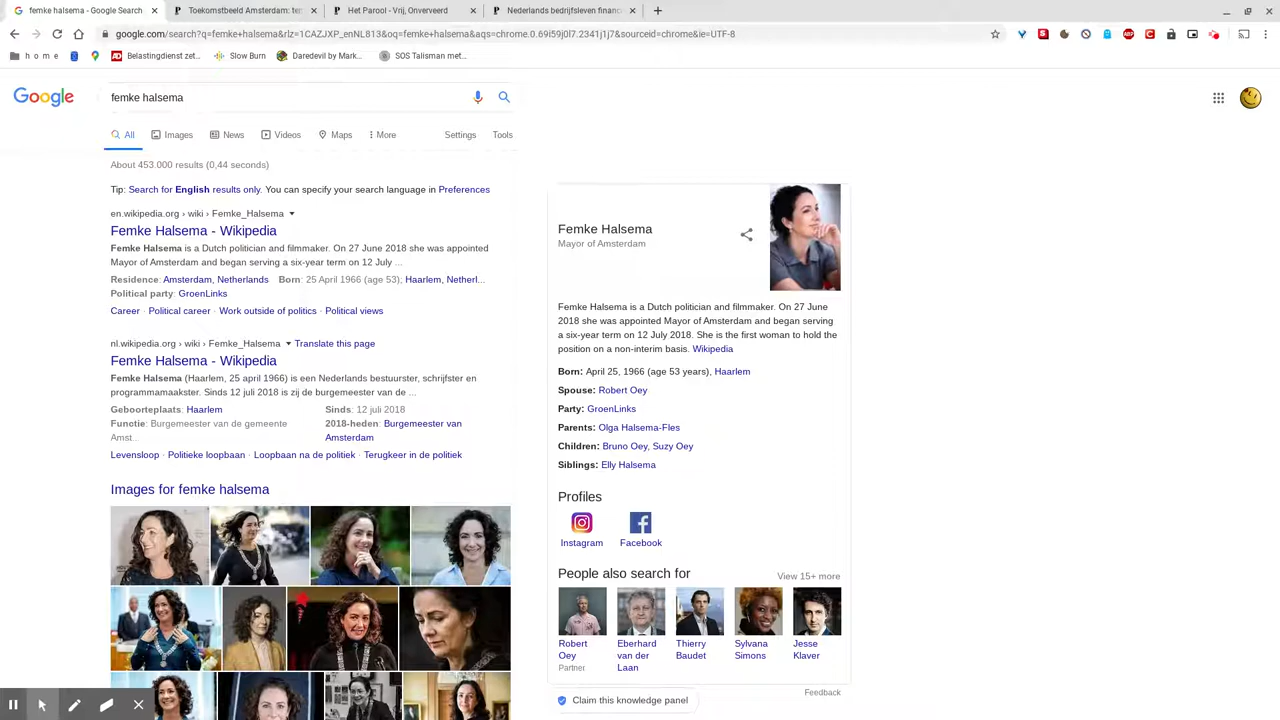 femke halsema - Google Search
Toekomstbeeld Amsterdam: ter
Het Parool - Vrij, Onverveerd
Nederlands bedrijfsleven financ
google.com/search?q=femke+halsema&rlz=1CAZJXP_enNL813&oq=femke+halsema&aqs=chrome.0.69i59j0l7.2341j1j7&sourceid=chrome&ie=UTF-8
h o m e
Belastingdienst zet...
Slow Burn
Daredevil by Mark...
SOS Talisman met...
Google
femke halsema
All Images News Videos Maps More Settings Tools
About 453.000 results (0,44 seconds)
Tip: Search for English results only. You can specify your search language in Preferences
en.wikipedia.org › wiki › Femke_Halsema
Femke Halsema - Wikipedia
Femke Halsema is a Dutch politician and filmmaker. On 27 June 2018 she was appointed
Mayor of Amsterdam and began serving a six-year term on 12 July ...
Residence: Amsterdam, Netherlands Born: 25 April 1966 (age 53); Haarlem, Netherl...
Political party: GroenLinks
Career · Political career · Work outside of politics · Political views
nl.wikipedia.org › wiki › Femke_Halsema Translate this page
Femke Halsema - Wikipedia
Femke Halsema (Haarlem, 25 april 1966) is een Nederlands bestuurster, schrijfster en
programmamaakster. Sinds 12 juli 2018 is zij de burgemeester van de ...
Geboorteplaats: Haarlem
Functie: Burgemeester van de gemeente
Amst...
Sinds: 12 juli 2018
2018-heden: Burgemeester van
Amsterdam
Levensloop · Politieke loopbaan · Loopbaan na de politiek · Terugkeer in de politiek
Images for femke halsema
Femke Halsema
Mayor of Amsterdam
Femke Halsema is a Dutch politician and filmmaker. On 27 June
2018 she was appointed Mayor of Amsterdam and began serving
a six-year term on 12 July 2018. She is the first woman to hold the
position on a non-interim basis. Wikipedia
Born: April 25, 1966 (age 53 years), Haarlem
Spouse: Robert Oey
Party: GroenLinks
Parents: Olga Halsema-Fles
Children: Bruno Oey, Suzy Oey
Siblings: Elly Halsema
Profiles
Instagram
Facebook
People also search for
View 15+ more
Robert
Oey
Partner
Eberhard
van der
Laan
Thierry
Baudet
Sylvana
Simons
Jesse
Klaver
Feedback
Claim this knowledge panel